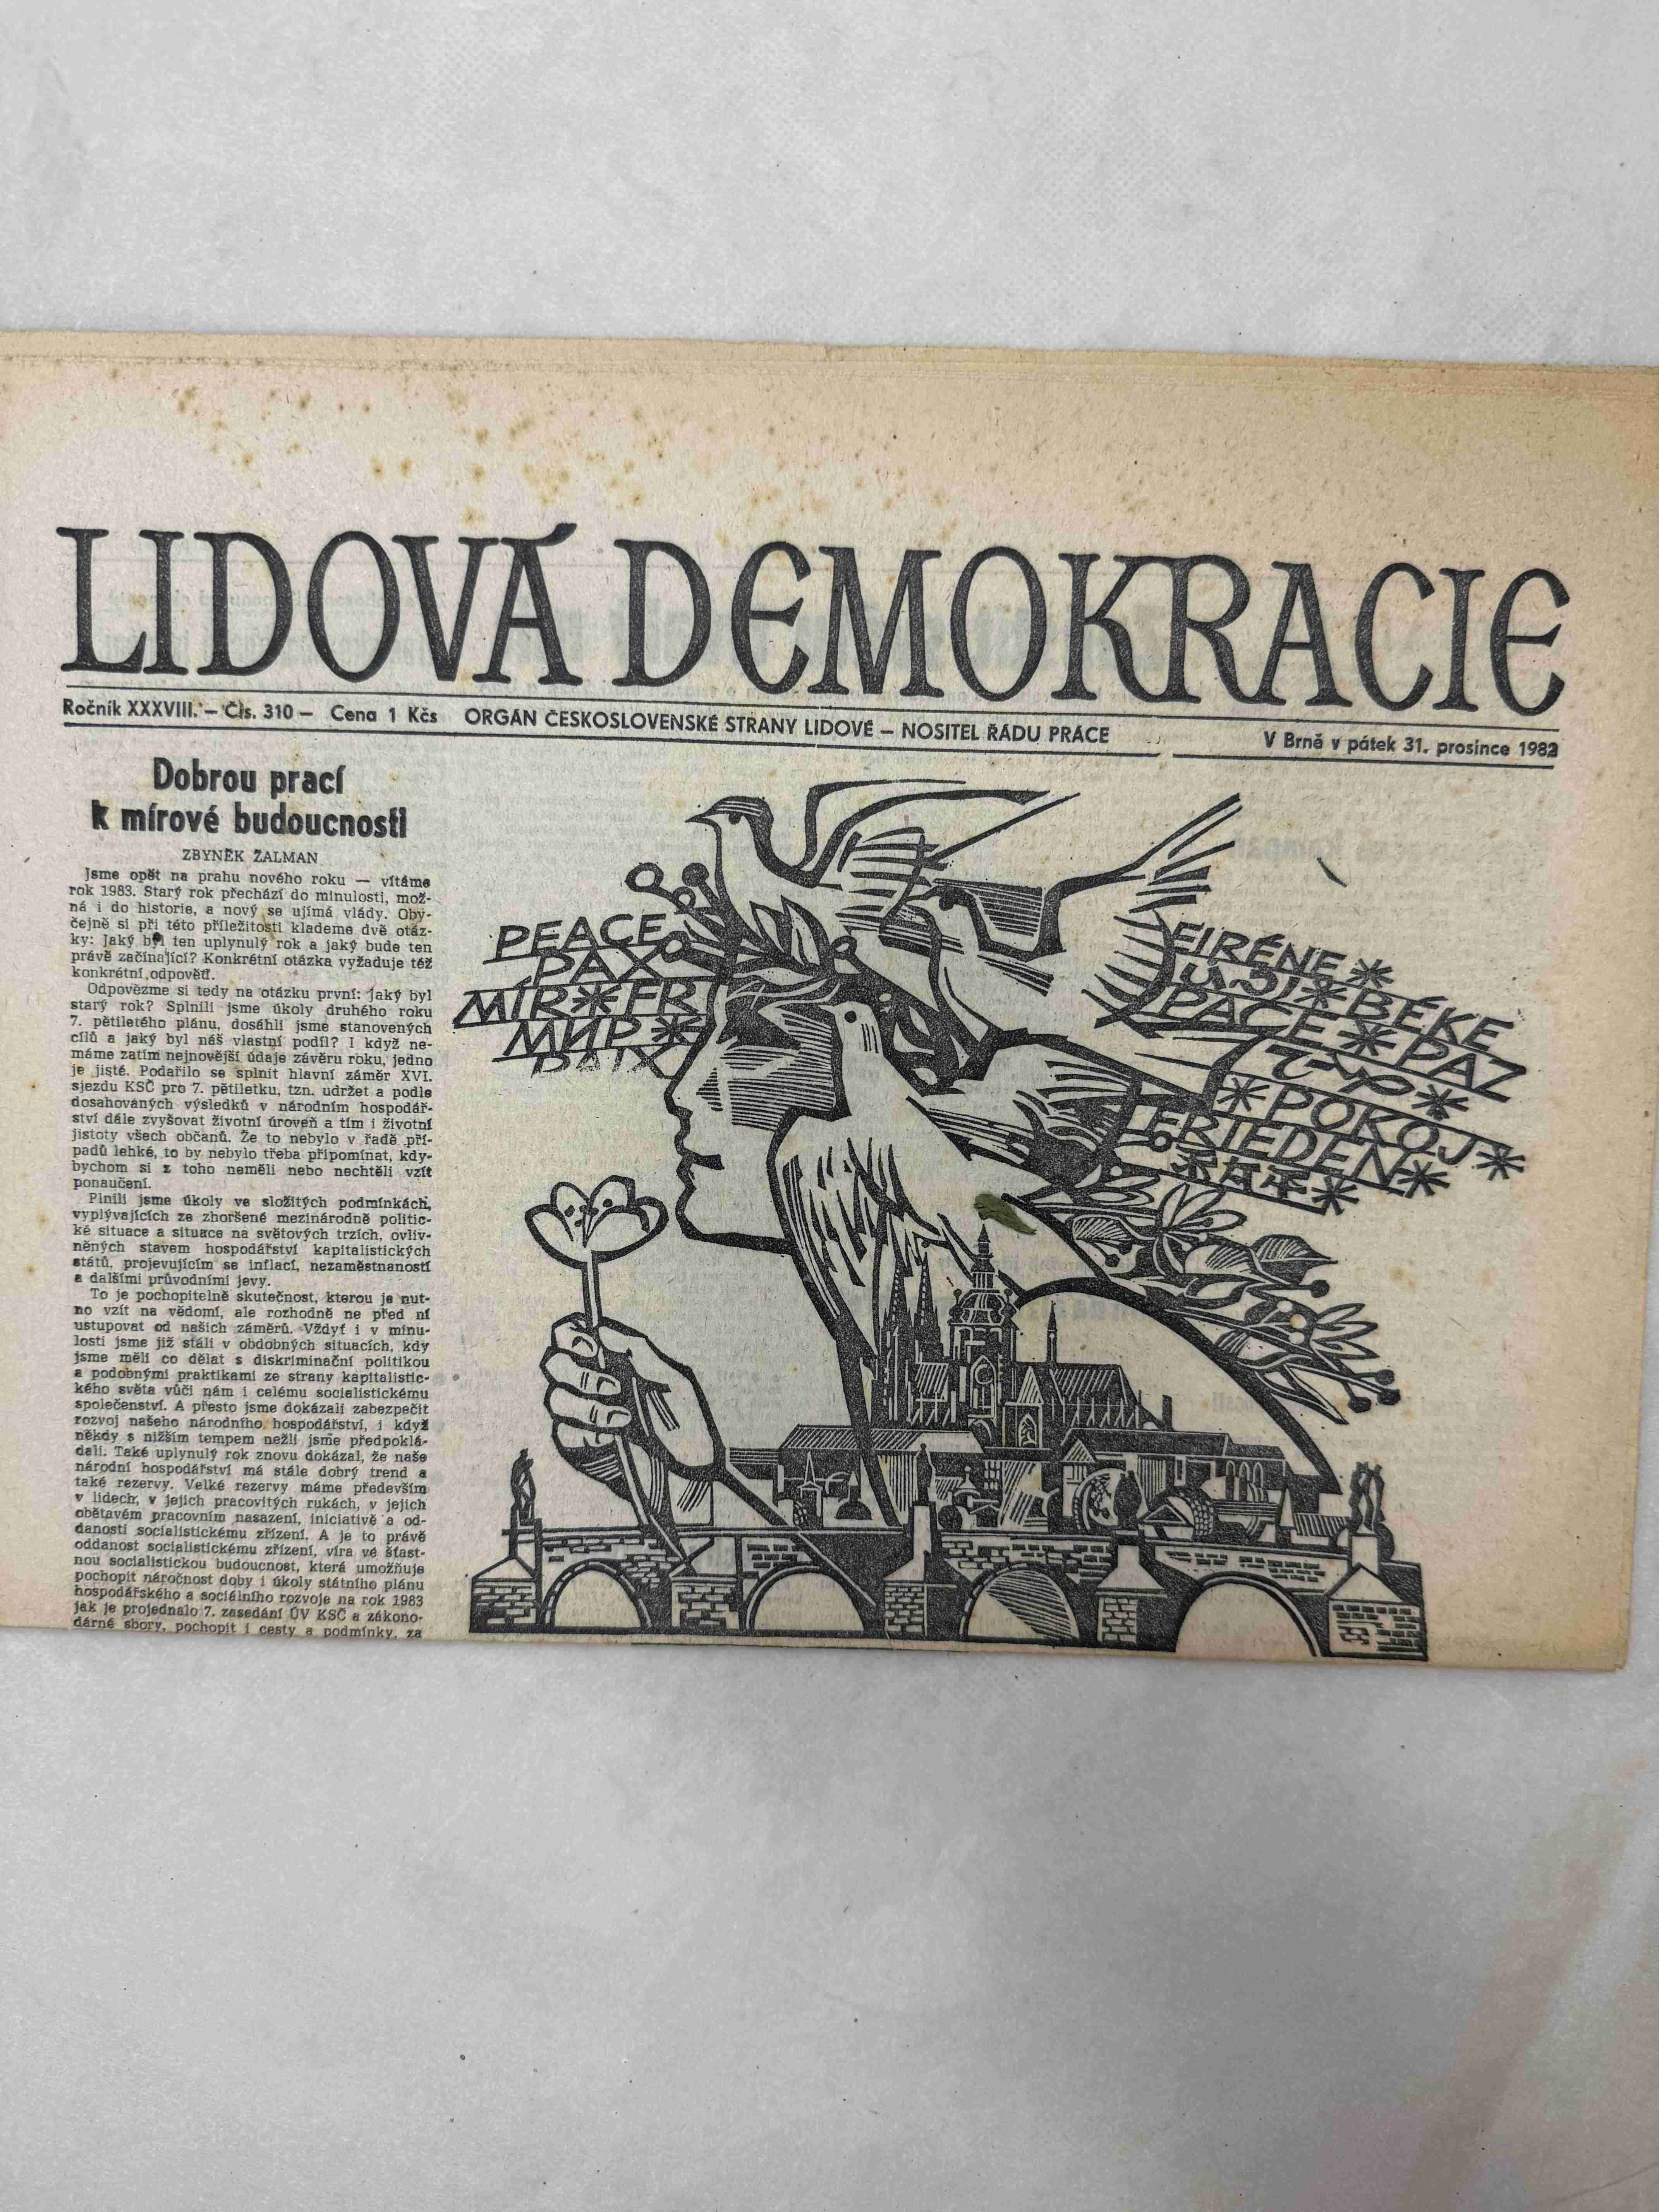 LIDOVÁ DEMOKRACIE
Ročník XXXVIII. – Čís. 310 – Cena 1 Kčs ORGÁN ČESKOSLOVENSKÉ STRANY LIDOVÉ – NOSITEL ŘÁDU PRÁCE V Brně v pátek 31. prosince 1982
Dobrou prací
k mírové budoucnosti
ZBYNĚK ŽALMAN
Jsme opět na prahu nového roku — vítáme
rok 1983. Starý rok přechází do minulosti, mož-
ná i do historie, a nový se ujímá vlády. Oby-
čejně si při této příležitosti klademe dvě otáz-
ky: Jaký byl ten uplynulý rok a jaký bude ten
právě začínající? Konkrétní otázka vyžaduje též
konkrétní odpověď.
Odpovězme si tedy na otázku první: Jaký byl
starý rok? Splnili jsme úkoly druhého roku
7. pětiletého plánu, dosáhli jsme stanovených
cílů a jaký byl náš vlastní podíl? I když ne-
máme zatím nejnovější údaje závěru roku, jedno
je jisté. Podařilo se splnit hlavní záměr XVI.
sjezdu KSČ pro 7. pětiletku, tzn. udržet a podle
dosahovaných výsledků v národním hospodář-
ství dále zvyšovat životní úroveň a tím i životní
jistoty všech občanů. Že to nebylo v řadě pří-
padů lehké, to by nebylo třeba připomínat, kdy-
bychom si z toho neměli nebo nechtěli vzít
ponaučení.
Plnili jsme úkoly ve složitých podmínkách,
vyplývajících ze zhoršené mezinárodně politic-
ké situace a situace na světových trzích, ovliv-
něných stavem hospodářství kapitalistických
států, projevujícím se inflací, nezaměstnaností
a dalšími průvodními jevy.
To je pochopitelně skutečnost, kterou je nut-
no vzít na vědomí, ale rozhodně ne před ní
ustupovat od našich záměrů. Vždyť i v minu-
losti jsme již stáli v obdobných situacích, kdy
jsme měli co dělat s diskriminační politikou
a podobnými praktikami ze strany kapitalistic-
kého světa vůči nám i celému socialistickému
společenství. A přesto jsme dokázali zabezpečit
rozvoj našeho národního hospodářství, i když
někdy s nižším tempem nežli jsme předpoklá-
dali. Také uplynulý rok znovu dokázal, že naše
národní hospodářství má stále dobrý trend a
také rezervy. Velké rezervy máme především
v lidech, v jejich pracovitých rukách, v jejich
obětavém pracovním nasazení, iniciativě a od-
danosti socialistickému zřízení. A je to právě
oddanost socialistickému zřízení, víra ve šťast-
nou socialistickou budoucnost, která umožňuje
pochopit náročnost doby i úkoly státního plánu
hospodářského a sociálního rozvoje na rok 1983
jak je projednalo 7. zasedání ÚV KSČ a zákono-
dárné sbory, pochopit i cesty a podmínky, za
PEACE
PAX
MÍR * FR
МИР *
PAIX
EIRÉNE *
* BÉKE
PACE * PAZ
*
* POKOJ *
FRIEDEN *
*